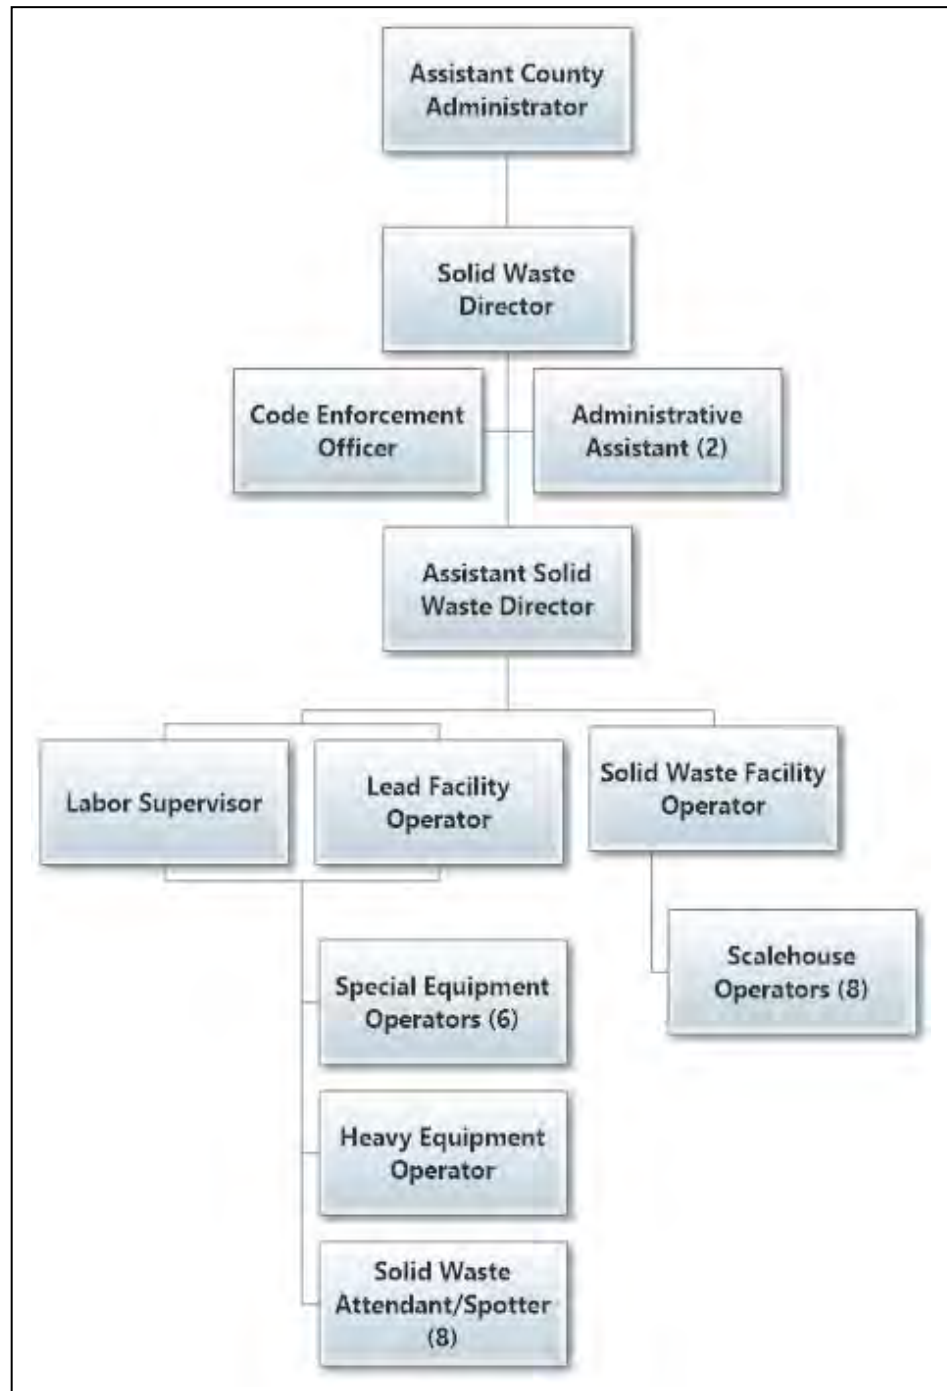 Assistant County
Administrator
Solid Waste
Director
Code Enforcement
Officer
Administrative
Assistant (2)
Assistant Solid
Waste Director
Labor Supervisor
Lead Facility
Operator
Solid Waste Facility
Operator
Special Equipment
Operators (6)
Scalehouse
Operators (8)
Heavy Equipment
Operator
Solid Waste
Attendant/Spotter
(8)